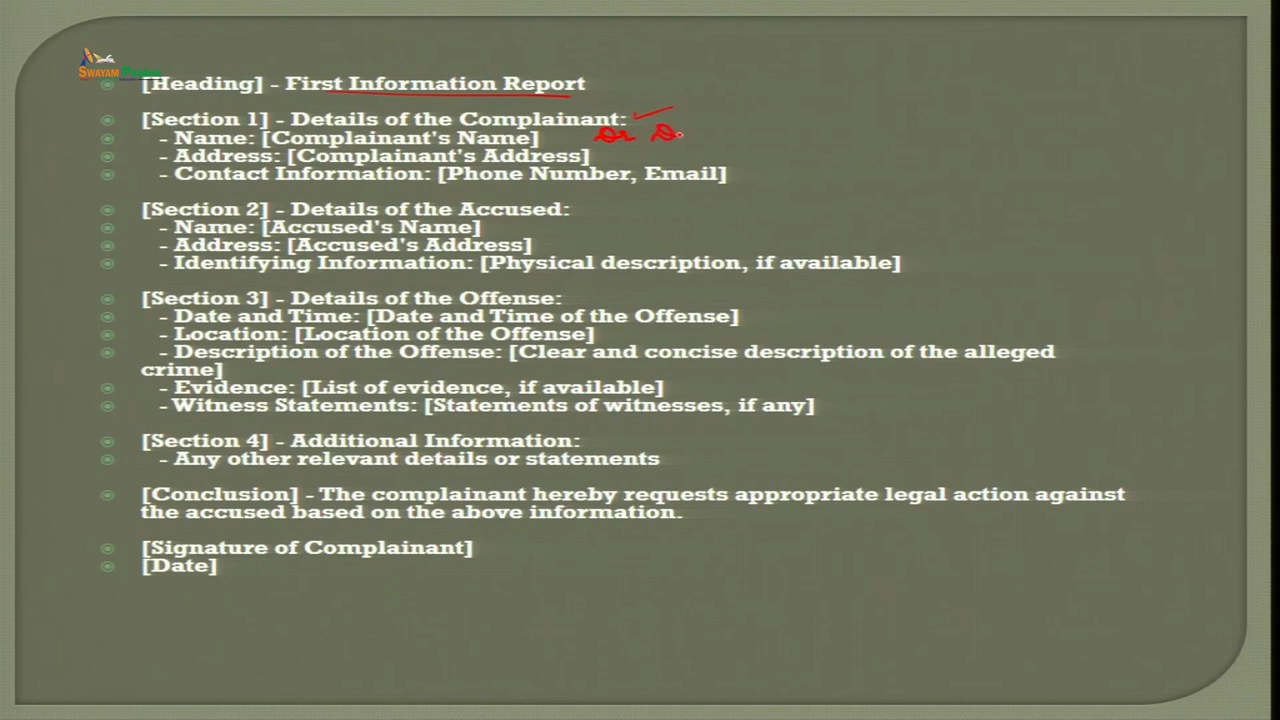 SWAYAM Prabha
[Heading] - First Information Report
[Section 1] - Details of the Complainant:
- Name: [Complainant's Name] Dr
- Address: [Complainant's Address]
- Contact Information: [Phone Number, Email]
[Section 2] - Details of the Accused:
- Name: [Accused's Name]
- Address: [Accused's Address]
- Identifying Information: [Physical description, if available]
[Section 3] - Details of the Offense:
- Date and Time: [Date and Time of the Offense]
- Location: [Location of the Offense]
- Description of the Offense: [Clear and concise description of the alleged
crime]
- Evidence: [List of evidence, if available]
- Witness Statements: [Statements of witnesses, if any]
[Section 4] - Additional Information:
- Any other relevant details or statements
[Conclusion] - The complainant hereby requests appropriate legal action against
the accused based on the above information.
[Signature of Complainant]
[Date]